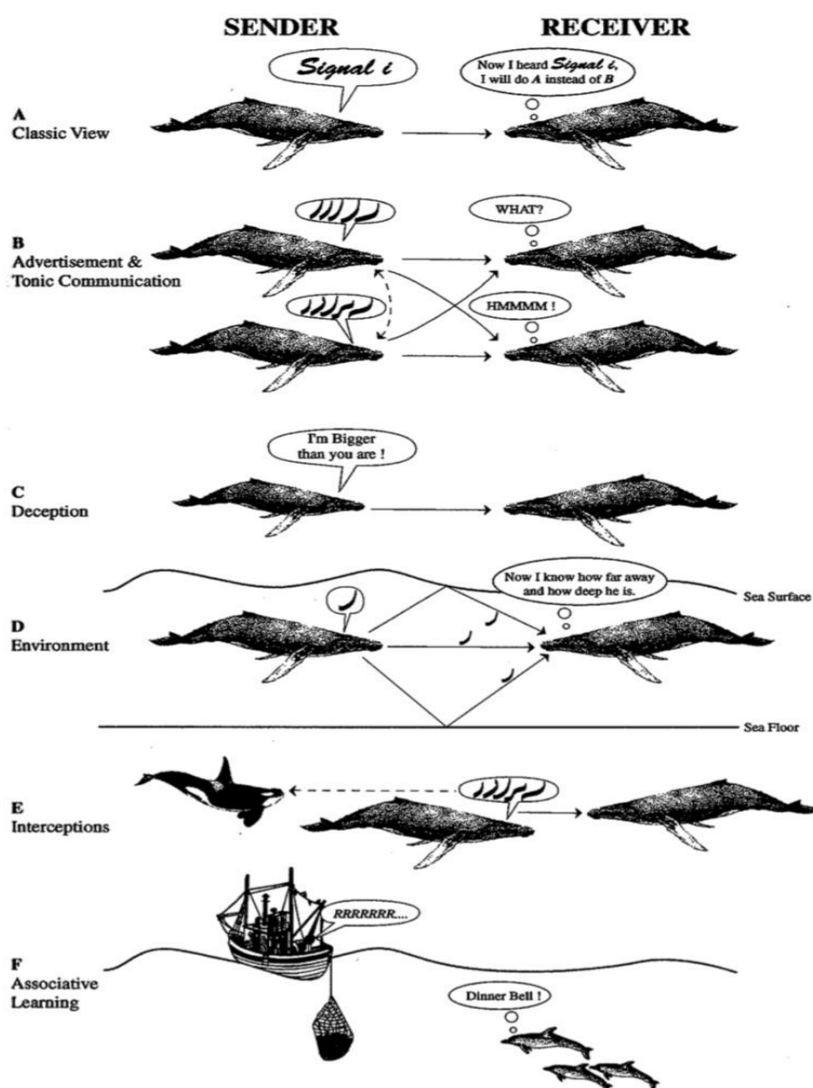 SENDER
RECEIVER
Signal i
Now I heard Signal i,
I will do A instead of B
A
Classic View
WHAT?
B
Advertisement &
Tonic Communication
HMMMM !
I'm Bigger
than you are !
C
Deception
Now I know how far away
and how deep he is.
Sea Surface
D
Environment
Sea Floor
E
Interceptions
RRRRRRR....
F
Associative
Learning
Dinner Bell !